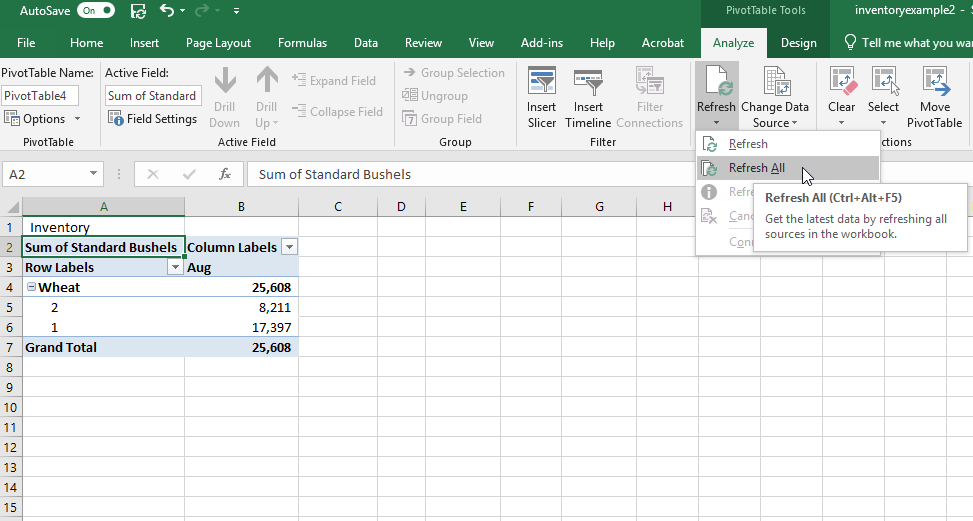 AutoSave Off PivotTable Tools inventoryexample2 -
File Home Insert Page Layout Formulas Data Review View Add-ins Help Acrobat Analyze Design Tell me what you wan
PivotTable Name:
PivotTable4
Options
Active Field:
Sum of Standard
Field Settings
Drill Down
Drill Up
Expand Field
Collapse Field
Active Field
Group Selection
Ungroup
Group Field
Group
Insert Slicer
Insert Timeline
Filter Connections
Filter
Refresh
Change Data Source
Clear
Select
Move PivotTable
ctions
Refresh
Refresh All
Refre
Canc
Con
Refresh All (Ctrl+Alt+F5)
Get the latest data by refreshing all
sources in the workbook.
A2 fx Sum of Standard Bushels
A B C D E F G H
1 Inventory
2 Sum of Standard Bushels Column Labels
3 Row Labels Aug
4 Wheat 25,608
5 2 8,211
6 1 17,397
7 Grand Total 25,608
8
9
10
11
12
13
14
15